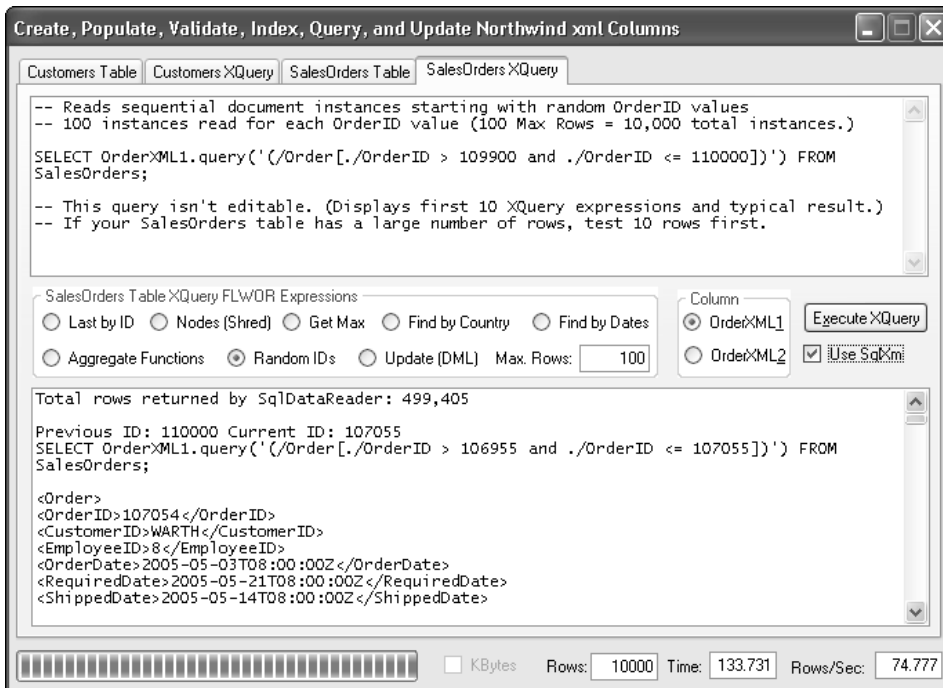 Create, Populate, Validate, Index, Query, and Update Northwind xml Columns
Customers Table Customers XQuery SalesOrders Table SalesOrders XQuery
-- Reads sequential document instances starting with random OrderID values
-- 100 instances read for each OrderID value (100 Max Rows = 10,000 total instances.)
SELECT OrderXML1.query('(/Order[./OrderID > 109900 and ./OrderID <= 110000])') FROM
SalesOrders;
-- This query isn't editable. (Displays first 10 XQuery expressions and typical result.)
-- If your SalesOrders table has a large number of rows, test 10 rows first.
SalesOrders Table XQuery FLWOR Expressions
Last by ID Nodes (Shred) Get Max Find by Country Find by Dates
Aggregate Functions Random IDs Update (DML) Max. Rows: 100
Column
OrderXML1
OrderXML2
Execute XQuery
Use SqlXml
Total rows returned by SqlDataReader: 499,405
Previous ID: 110000 Current ID: 107055
SELECT OrderXML1.query('(/Order[./OrderID > 106955 and ./OrderID <= 107055])') FROM
SalesOrders;
<Order>
<OrderID>107054</OrderID>
<CustomerID>WARTH</CustomerID>
<EmployeeID>8</EmployeeID>
<OrderDate>2005-05-03T08:00:00Z</OrderDate>
<RequiredDate>2005-05-21T08:00:00Z</RequiredDate>
<ShippedDate>2005-05-14T08:00:00Z</ShippedDate>
KBytes Rows: 10000 Time: 133.731 Rows/Sec: 74.777